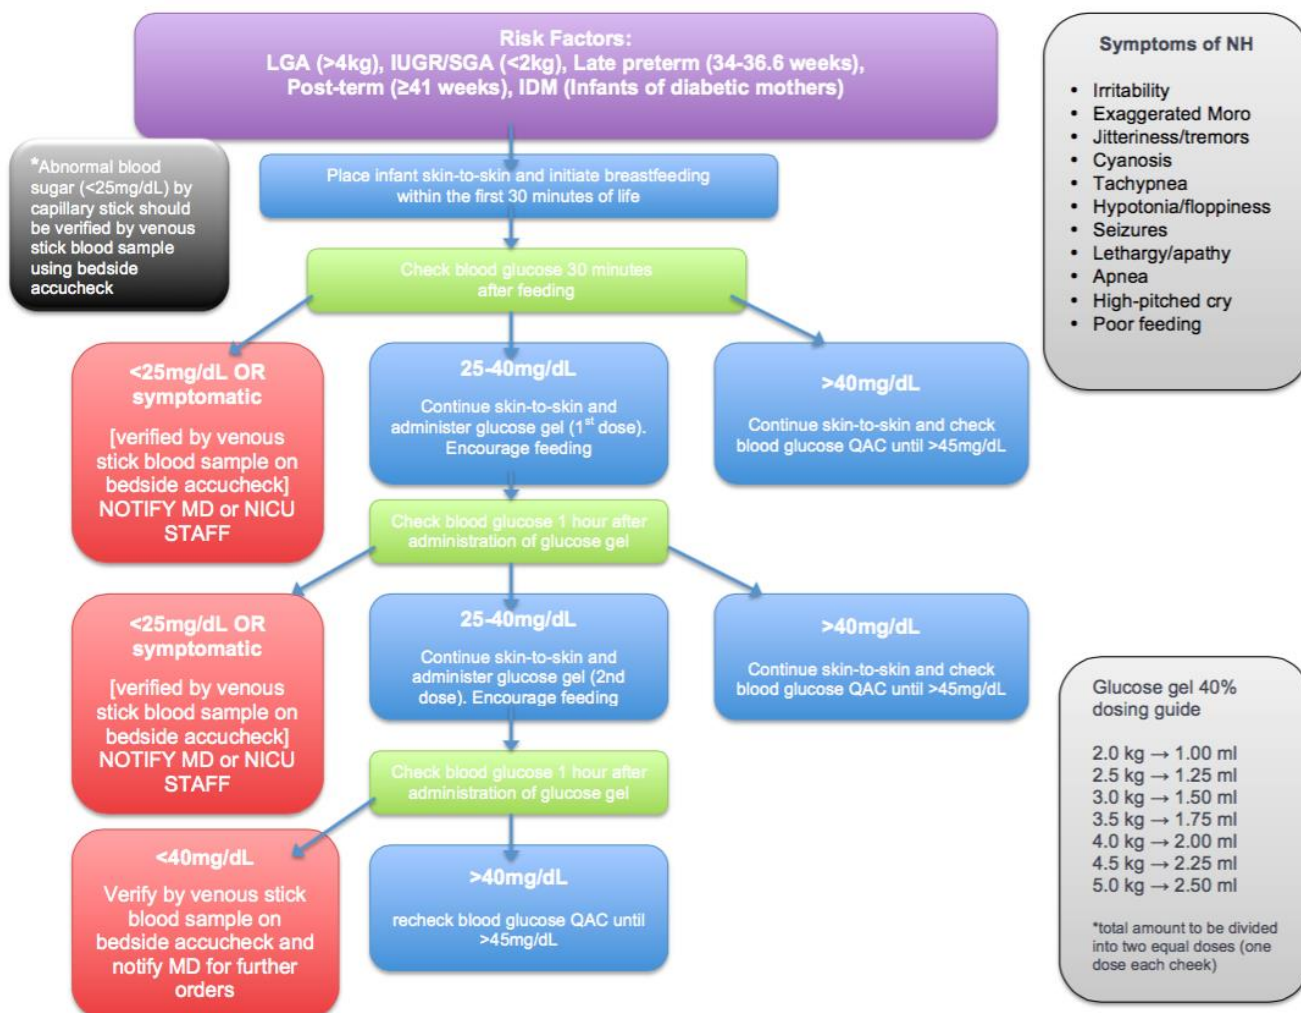 Risk Factors:
LGA (>4kg), IUGR/SGA (<2kg), Late preterm (34-36.6 weeks),
Post-term (≥41 weeks), IDM (Infants of diabetic mothers)
Symptoms of NH
• Irritability
• Exaggerated Moro
• Jitteriness/tremors
• Cyanosis
• Tachypnea
• Hypotonia/floppiness
• Seizures
• Lethargy/apathy
• Apnea
• High-pitched cry
• Poor feeding
*Abnormal blood
sugar (<25mg/dL) by
capillary stick should
be verified by venous
stick blood sample
using bedside
accucheck
Place infant skin-to-skin and initiate breastfeeding
within the first 30 minutes of life
Check blood glucose 30 minutes
after feeding
<25mg/dL OR
symptomatic
[verified by venous
stick blood sample on
bedside accucheck]
NOTIFY MD or NICU
STAFF
25-40mg/dL
Continue skin-to-skin and
administer glucose gel (1st dose).
Encourage feeding
>40mg/dL
Continue skin-to-skin and check
blood glucose QAC until >45mg/dL
Check blood glucose 1 hour after
administration of glucose gel
<25mg/dL OR
symptomatic
[verified by venous
stick blood sample on
bedside accucheck]
NOTIFY MD or NICU
STAFF
25-40mg/dL
Continue skin-to-skin and
administer glucose gel (2nd
dose). Encourage feeding
>40mg/dL
Continue skin-to-skin and check
blood glucose QAC until >45mg/dL
Check blood glucose 1 hour after
administration of glucose gel
<40mg/dL
Verify by venous stick
blood sample on
bedside accucheck and
notify MD for further
orders
>40mg/dL
recheck blood glucose QAC until
>45mg/dL
Glucose gel 40%
dosing guide
2.0 kg → 1.00 ml
2.5 kg → 1.25 ml
3.0 kg → 1.50 ml
3.5 kg → 1.75 ml
4.0 kg → 2.00 ml
4.5 kg → 2.25 ml
5.0 kg → 2.50 ml
*total amount to be divided
into two equal doses (one
dose each cheek)